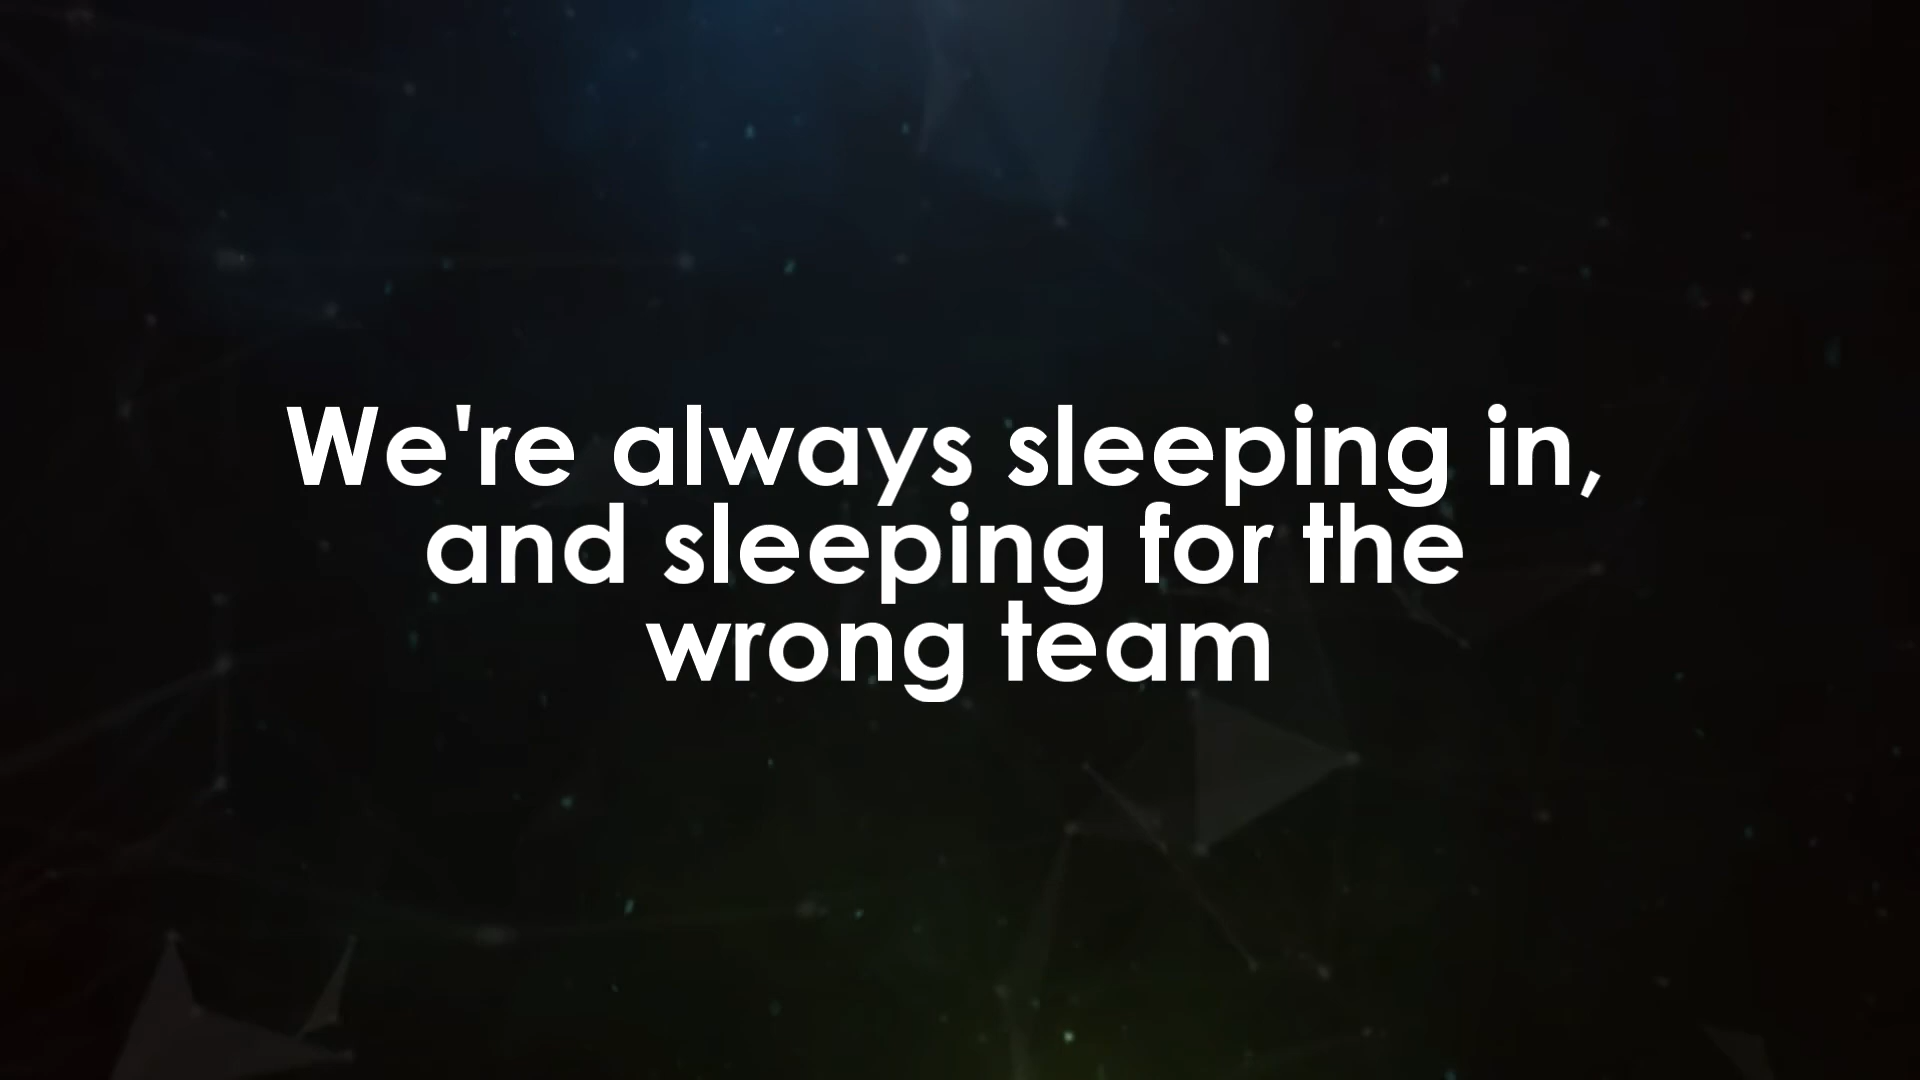 We're always sleeping in,
and sleeping for the
wrong team